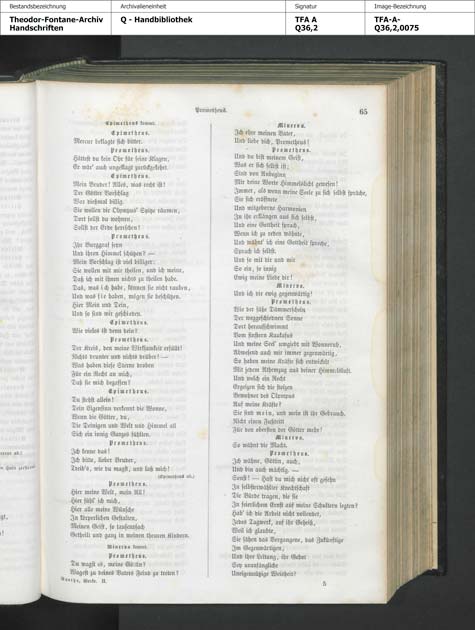 Bestandsbezeichnung
Archivalieneinheit
Signatur
Image-Bezeichnung
Theodor-Fontane-Archiv
Handschriften
Q - Handbibliothek
TFA A
Q36,2
TFA-A-
Q36,2,0075
Prometheus.
65
Epimetheus kommt.
Epimetheus.
Mercur beklagte sich bitter.
Prometheus.
Hättest du kein Ohr für seine Klagen,
Er wär' auch ungeklagt zurückgekehrt.
Epimetheus.
Mein Bruder! Alles, was recht ist!
Der Götter Vorschlag
War diesmal billig.
Sie wollen dir Olympus' Spitze räumen,
Dort sollst du wohnen,
Sollst der Erde herrschen!
Prometheus.
Ihr Burggraf seyn
Und ihren Himmel schützen? —
Mein Vorschlag ist viel billiger:
Sie wollen mit mir theilen, und ich meine,
Daß ich mit ihnen nichts zu theilen habe.
Das, was ich habe, können sie nicht rauben,
Und was sie haben, mögen sie beschützen.
Hier Mein und Dein,
Und so sind wir geschieden.
Epimetheus.
Wie vieles ist denn dein?
Prometheus.
Der Kreis, den meine Wirksamkeit erfüllt!
Nichts drunter und nichts drüber! —
Was haben diese Sterne droben
Für ein Recht an mich,
Daß sie mich begaffen?
Epimetheus.
Du stehst allein!
Dein Eigensinn verkennt die Wonne,
Wenn die Götter, du,
Die Deinigen und Welt und Himmel all
Sich ein innig Ganzes fühlten.
Prometheus.
Ich kenne das!
Ich bitte, lieber Bruder,
Treib's, wie du magst, und laß mich!
(Epimetheus ab.)
Prometheus.
Hier meine Welt, mein All!
Hier fühl' ich mich,
Hier alle meine Wünsche
In körperlichen Gestalten,
Meinen Geist, so tausendfach
Getheilt und ganz in meinen theuren Kindern.
Minerva kommt.
Prometheus.
Du wagst es, meine Göttin?
Wagest zu deines Vaters Feind zu treten?
Goethe, Werke. II.
Minerva.
Ich ehre meinen Vater,
Und liebe dich, Prometheus!
Prometheus.
Und du bist meinem Geist,
Was er sich selbst ist;
Sind von Anbeginn
Mir deine Worte Himmelslicht gewesen!
Immer, als wenn meine Seele zu sich selbst spräche,
Sie sich eröffnete
Und mitgeborne Harmonien
In ihr erklängen aus sich selbst,
Und eine Gottheit sprach,
Wenn ich zu reden wähnte,
Und wähnt' ich eine Gottheit spreche,
Sprach ich selbst.
Und so mit dir und mir
So ein, so innig
Ewig meine Liebe dir!
Minerva.
Und ich dir ewig gegenwärtig!
Prometheus.
Wie der süße Dämmerschein
Der weggeschiednen Sonne
Dort heraufschwimmt
Vom finstern Kaukasus
Und meine Seel' umgiebt mit Wonneruh,
Abwesend auch mir immer gegenwärtig,
So haben meine Kräfte sich entwickelt
Mit jedem Athemzug aus deiner Himmelsluft.
Und welch ein Recht
Ergeizen sich die stolzen
Bewohner des Olympus
Auf meine Kräfte?
Sie sind mein, und mein ist ihr Gebrauch.
Nicht einen Fußtritt
Für den obersten der Götter mehr!
Minerva.
So wähnt die Macht.
Prometheus.
Ich wähne, Göttin, auch,
Und bin auch mächtig. —
Sonst! — Hast du mich nicht oft gesehn
In selbsterwählter Knechtschaft
Die Bürde tragen, die sie
In feierlichem Ernst auf meine Schultern legten?
Hab' ich die Arbeit nicht vollendet,
Jedes Tagwerk, auf ihr Geheiß,
Weil ich glaubte,
Sie sähen das Vergangene, das Zukünftige
Im Gegenwärtigen,
Und ihre Leitung, ihr Gebot
Sey uranfängliche
Uneigennützige Weisheit?
5